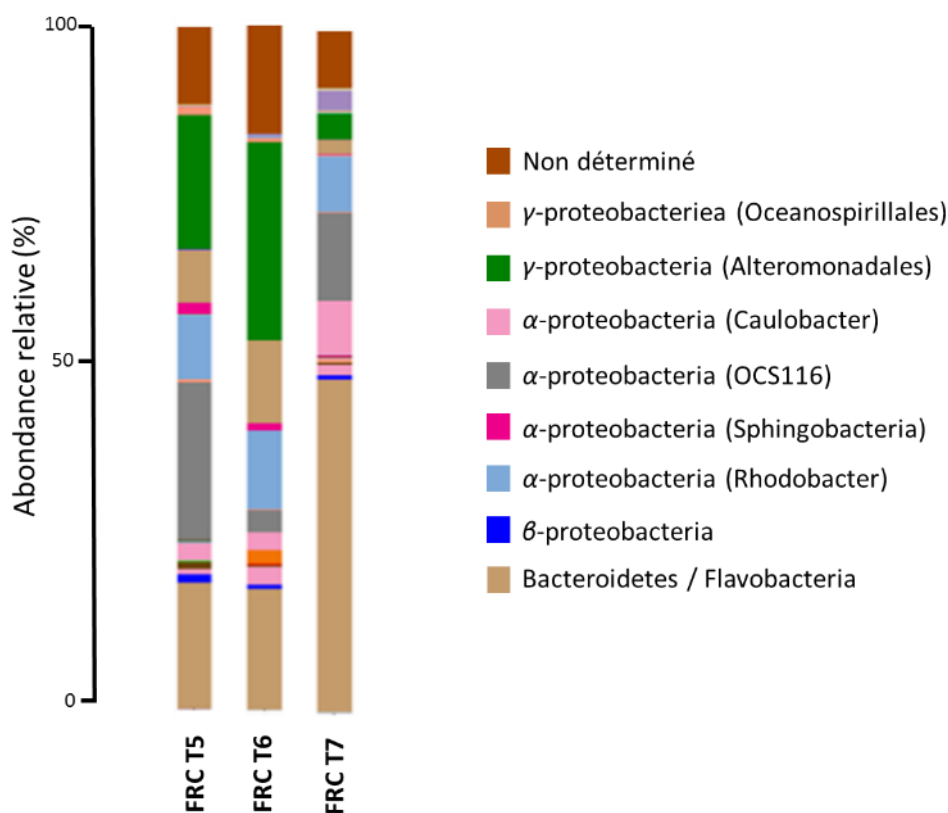 100
50
0
Abondance relative (%)
FRC T5
FRC T6
FRC T7
Non déterminé
γ-proteobacteriea (Oceanospirillales)
γ-proteobacteria (Alteromonadales)
α-proteobacteria (Caulobacter)
α-proteobacteria (OCS116)
α-proteobacteria (Sphingobacteria)
α-proteobacteria (Rhodobacter)
β-proteobacteria
Bacteroidetes / Flavobacteria